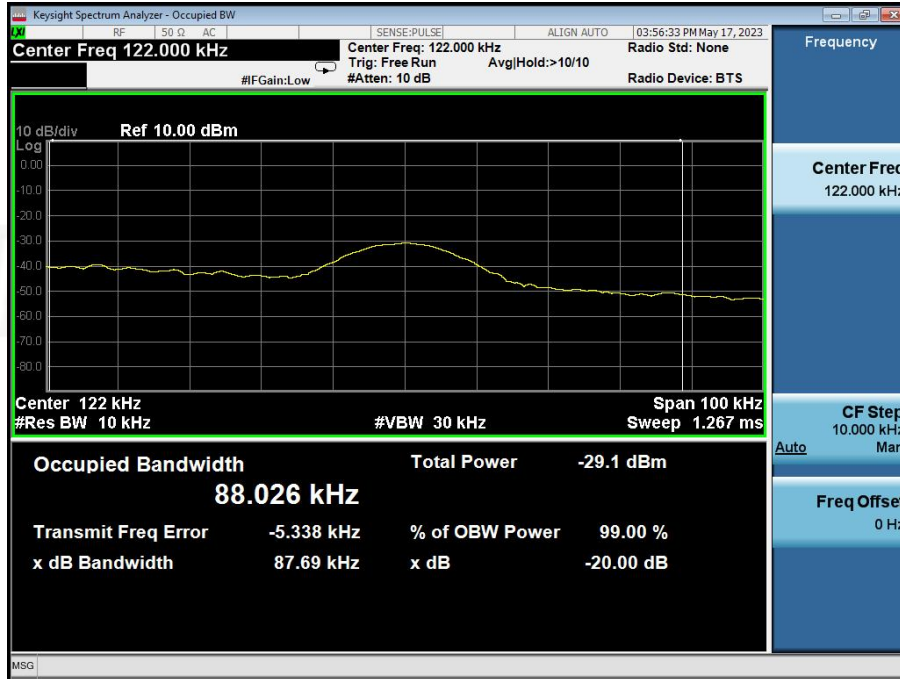 Keysight Spectrum Analyzer - Occupied BW
LXI RF 50 Ω AC SENSE:PULSE ALIGN AUTO 03:56:33 PM May 17, 2023
Center Freq 122.000 kHz
Center Freq: 122.000 kHz Radio Std: None
Trig: Free Run Avg|Hold:>10/10
#IFGain:Low #Atten: 10 dB Radio Device: BTS
10 dB/div Ref 10.00 dBm
Log
0.00
-10.0
-20.0
-30.0
-40.0
-50.0
-60.0
-70.0
-80.0
Center 122 kHz Span 100 kHz
#Res BW 10 kHz #VBW 30 kHz Sweep 1.267 ms
Occupied Bandwidth Total Power -29.1 dBm
88.026 kHz
Transmit Freq Error -5.338 kHz % of OBW Power 99.00 %
x dB Bandwidth 87.69 kHz x dB -20.00 dB
Frequency
Center Freq
122.000 kHz
CF Step
10.000 kHz
Auto Man
Freq Offset
0 Hz
MSG